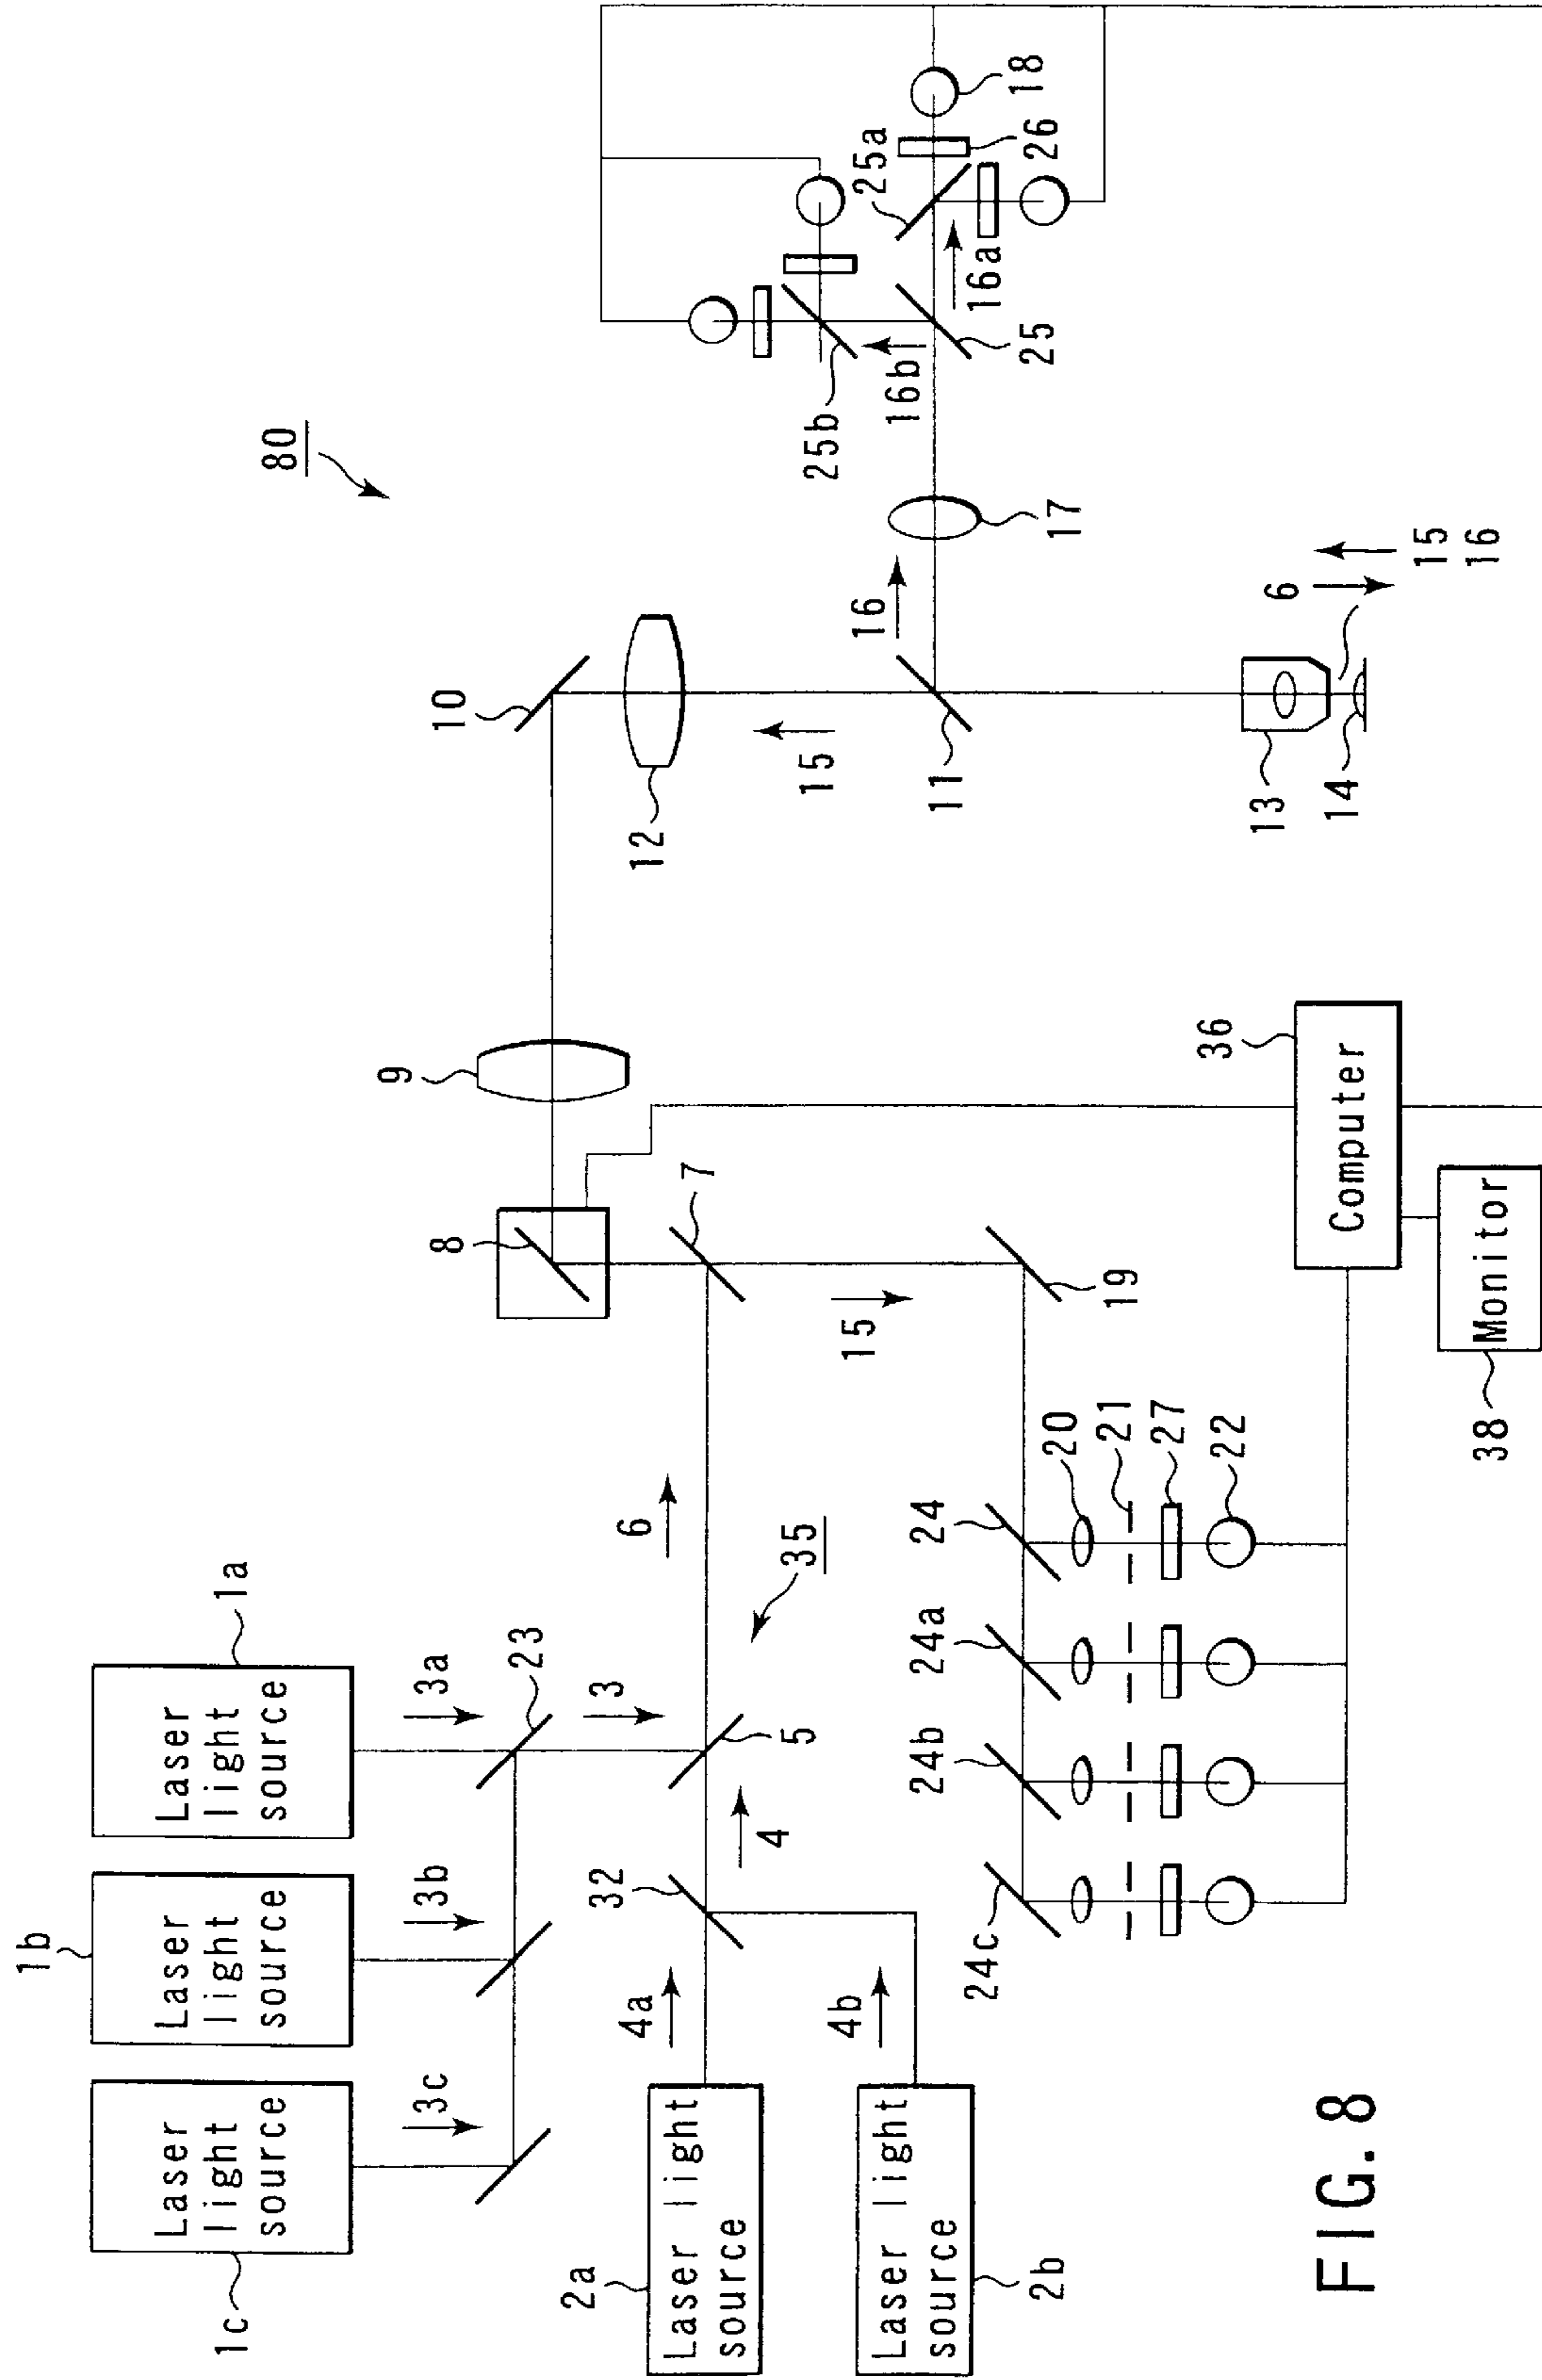 80
1c
Laser
light
source
1b
Laser
light
source
1a
Laser
light
source
3c
3b
3a
23
3
2a
Laser light
source
4a
32
4
5
6
35
2b
Laser light
source
4b
7
8
9
10
12
15
11
16
17
25b
16b
25
16a
25a
26
18
13
14
6
15
16
15
19
24c
24b
24a
24
20
21
27
22
36
Computer
38
Monitor
FIG. 8